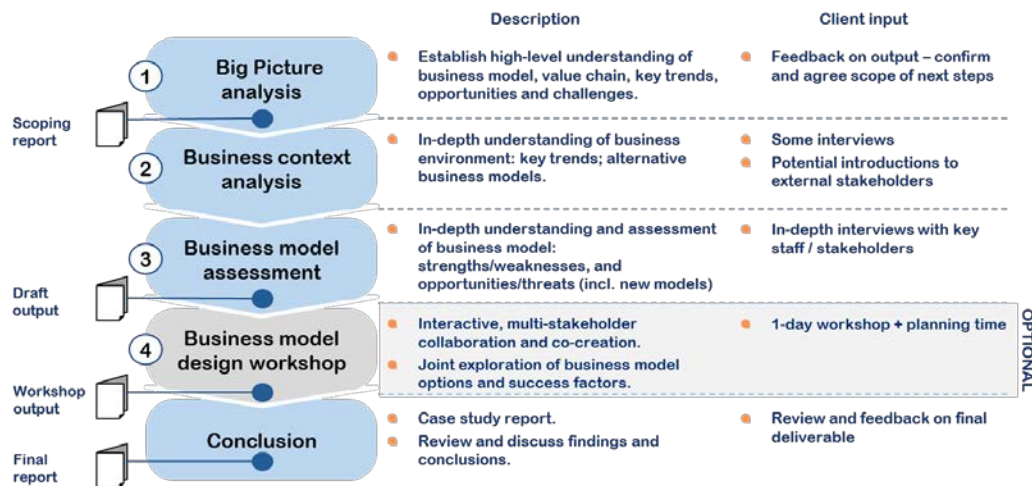 Description
Client input
1
Big Picture
analysis
Establish high-level understanding of
business model, value chain, key trends,
opportunities and challenges.
Feedback on output – confirm
and agree scope of next steps
Scoping
report
2
Business context
analysis
In-depth understanding of business
environment: key trends; alternative
business models.
Some interviews
Potential introductions to
external stakeholders
3
Business model
assessment
In-depth understanding and assessment
of business model:
strengths/weaknesses, and
opportunities/threats (incl. new models)
In-depth interviews with key
staff / stakeholders
Draft
output
4
Business model
design workshop
Interactive, multi-stakeholder
collaboration and co-creation.
Joint exploration of business model
options and success factors.
1-day workshop + planning time
OPTIONAL
Workshop
output
Conclusion
Case study report.
Review and discuss findings and
conclusions.
Review and feedback on final
deliverable
Final
report